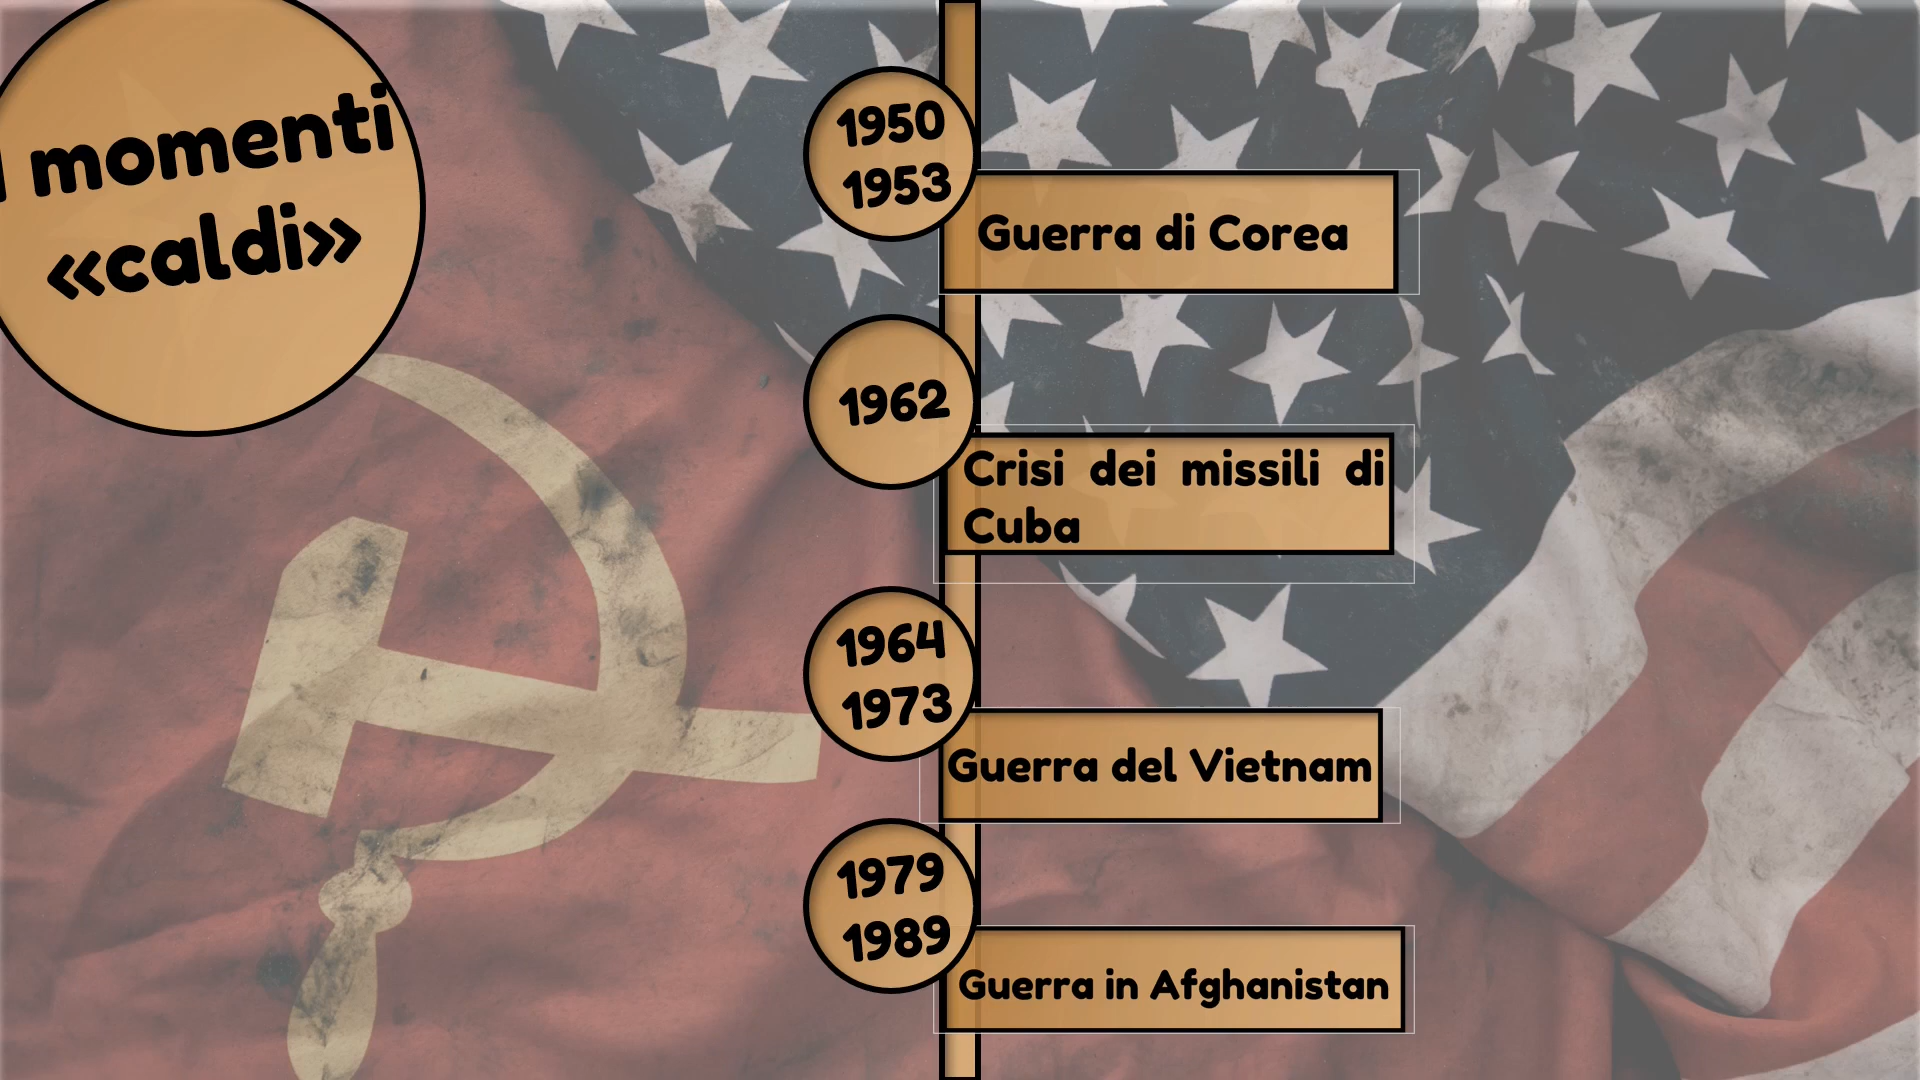 I momenti
«caldi»
1950
1953
Guerra di Corea
1962
Crisi dei missili di
Cuba
1964
1973
Guerra del Vietnam
1979
1989
Guerra in Afghanistan